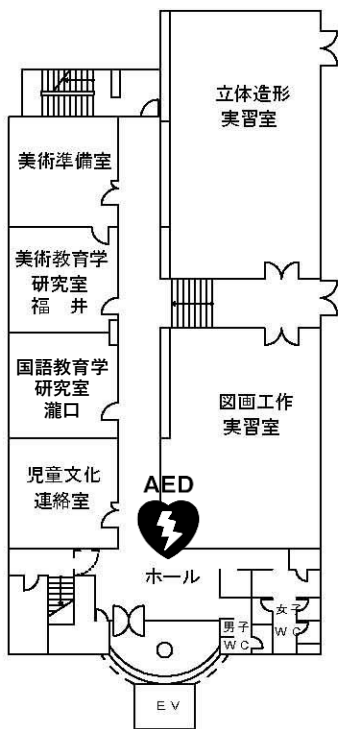 立体造形
実習室
美術準備室
美術教育学
研究室
福　井
国語教育学
研究室
瀧口
図画工作
実習室
児童文化
連絡室
AED
ホール
男子
ＷＣ
女子
ＷＣ
ＥＶ